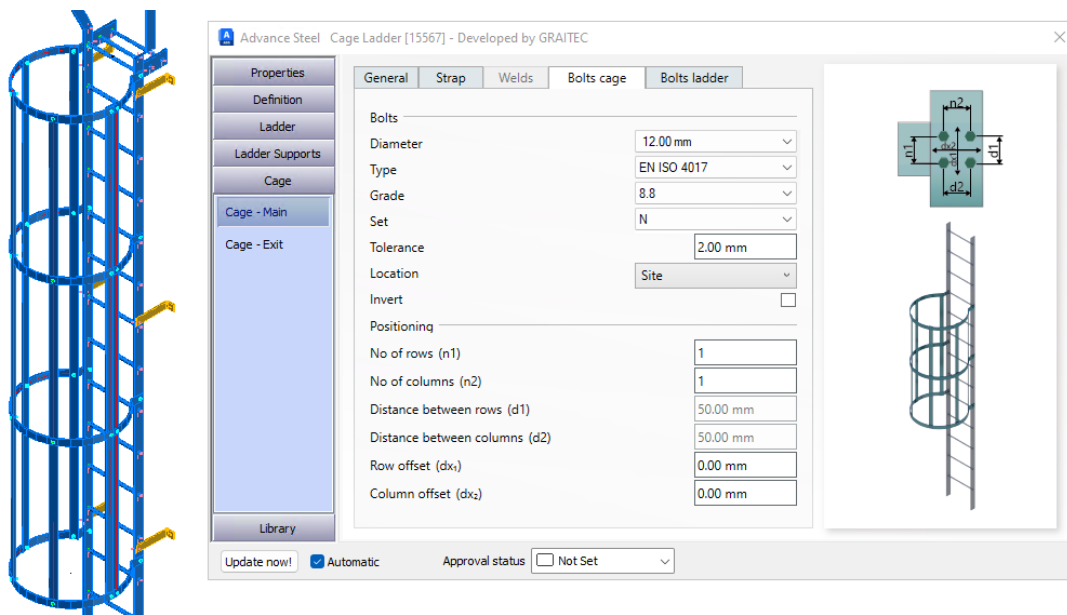 Advance Steel Cage Ladder [15567] - Developed by GRAITEC
Properties
Definition
Ladder
Ladder Supports
Cage
Cage - Main
Cage - Exit
Library
General Strap Welds Bolts cage Bolts ladder
Bolts
Diameter 12.00 mm
Type EN ISO 4017
Grade 8.8
Set N
Tolerance 2.00 mm
Location Site
Invert
Positioning
No of rows (n1) 1
No of columns (n2) 1
Distance between rows (d1) 50.00 mm
Distance between columns (d2) 50.00 mm
Row offset (dx₁) 0.00 mm
Column offset (dx₂) 0.00 mm
n2
n1 dx2 dx1 d1
d2
Update now! Automatic Approval status Not Set